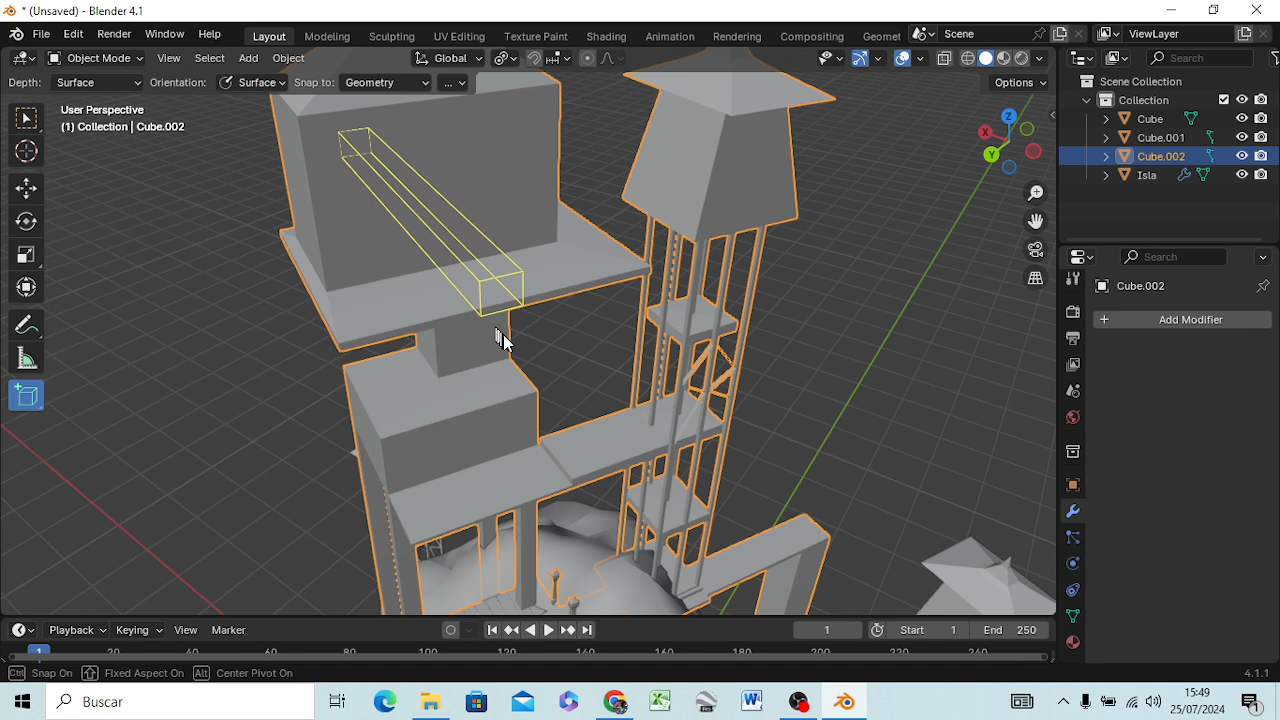 * (Unsaved) - Blender 4.1
File Edit Render Window Help Layout Modeling Sculpting UV Editing Texture Paint Shading Animation Rendering Compositing Geomet Scene ViewLayer
Object Mode View Select Add Object Global Search
Depth: Surface Orientation: Surface Snap to: Geometry ... Options
User Perspective
(1) Collection | Cube.002
Z
X
Y
Scene Collection
Collection
Cube
Cube.001
Cube.002
Isla
Search
Cube.002
Add Modifier
Playback Keying View Marker 1 Start 1 End 250
1 20 40 60 80 100 120 140 160 180 200 220 240
Ctrl Snap On Fixed Aspect On Alt Center Pivot On 4.1.1
Buscar
15:49
25/07/2024
1